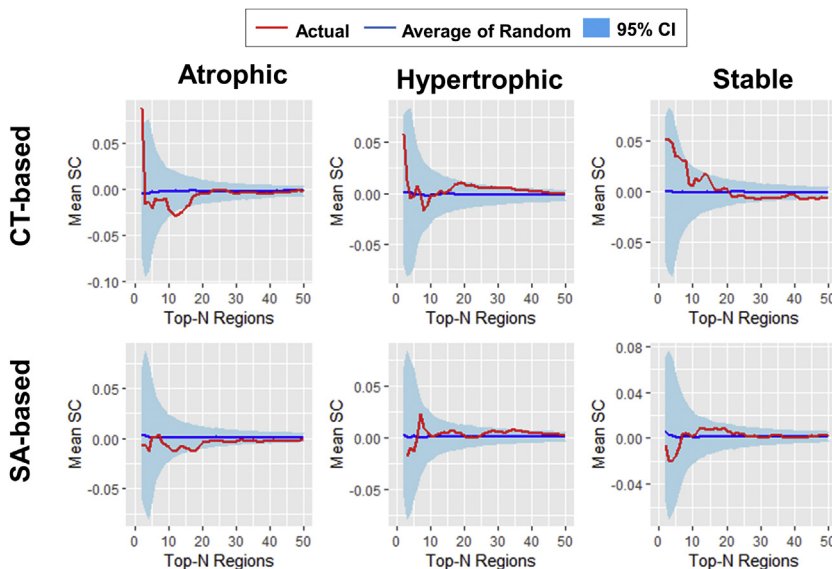 Actual Average of Random 95% CI
Atrophic Hypertrophic Stable
CT-based
Mean SC
0.05
0.00
-0.05
-0.10
0 10 20 30 40 50
Top-N Regions
Mean SC
0.05
0.00
-0.05
0 10 20 30 40 50
Top-N Regions
Mean SC
0.05
0.00
-0.05
0 10 20 30 40 50
Top-N Regions
SA-based
Mean SC
0.05
0.00
-0.05
0 10 20 30 40 50
Top-N Regions
Mean SC
0.05
0.00
-0.05
0 10 20 30 40 50
Top-N Regions
Mean SC
0.08
0.04
0.00
-0.04
0 10 20 30 40 50
Top-N Regions